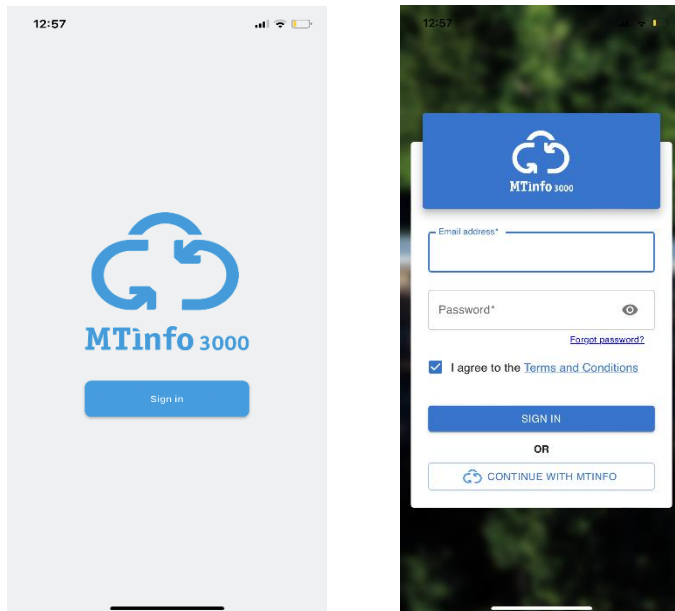 12:57
MTinfo 3000
Sign in
12:57
MTinfo 3000
Email address*
Password*
Forgot password?
I agree to the Terms and Conditions
SIGN IN
OR
CONTINUE WITH MTINFO